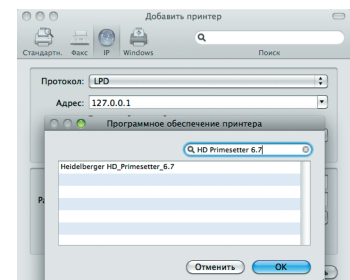 Добавить принтер
Стандартн. Факс IP Windows Поиск
Протокол: LPD
Адрес: 127.0.0.1
Программное обеспечение принтера
HD Primesetter 6.7
Heidelberger HD_Primesetter_6.7
Отменить OK